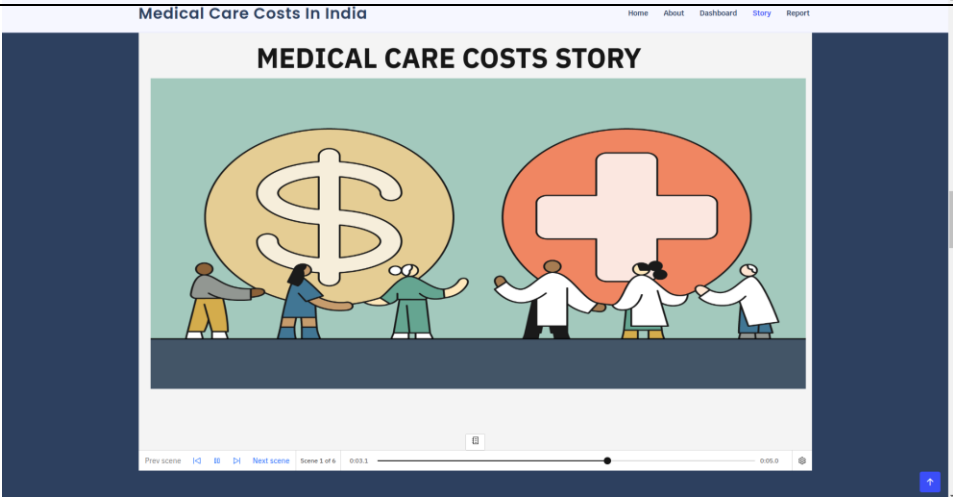 Medical Care Costs In India
Home About Dashboard Story Report
MEDICAL CARE COSTS STORY
$
Prev scene Next scene Scene 1 of 6 0:03.1 0:05.0